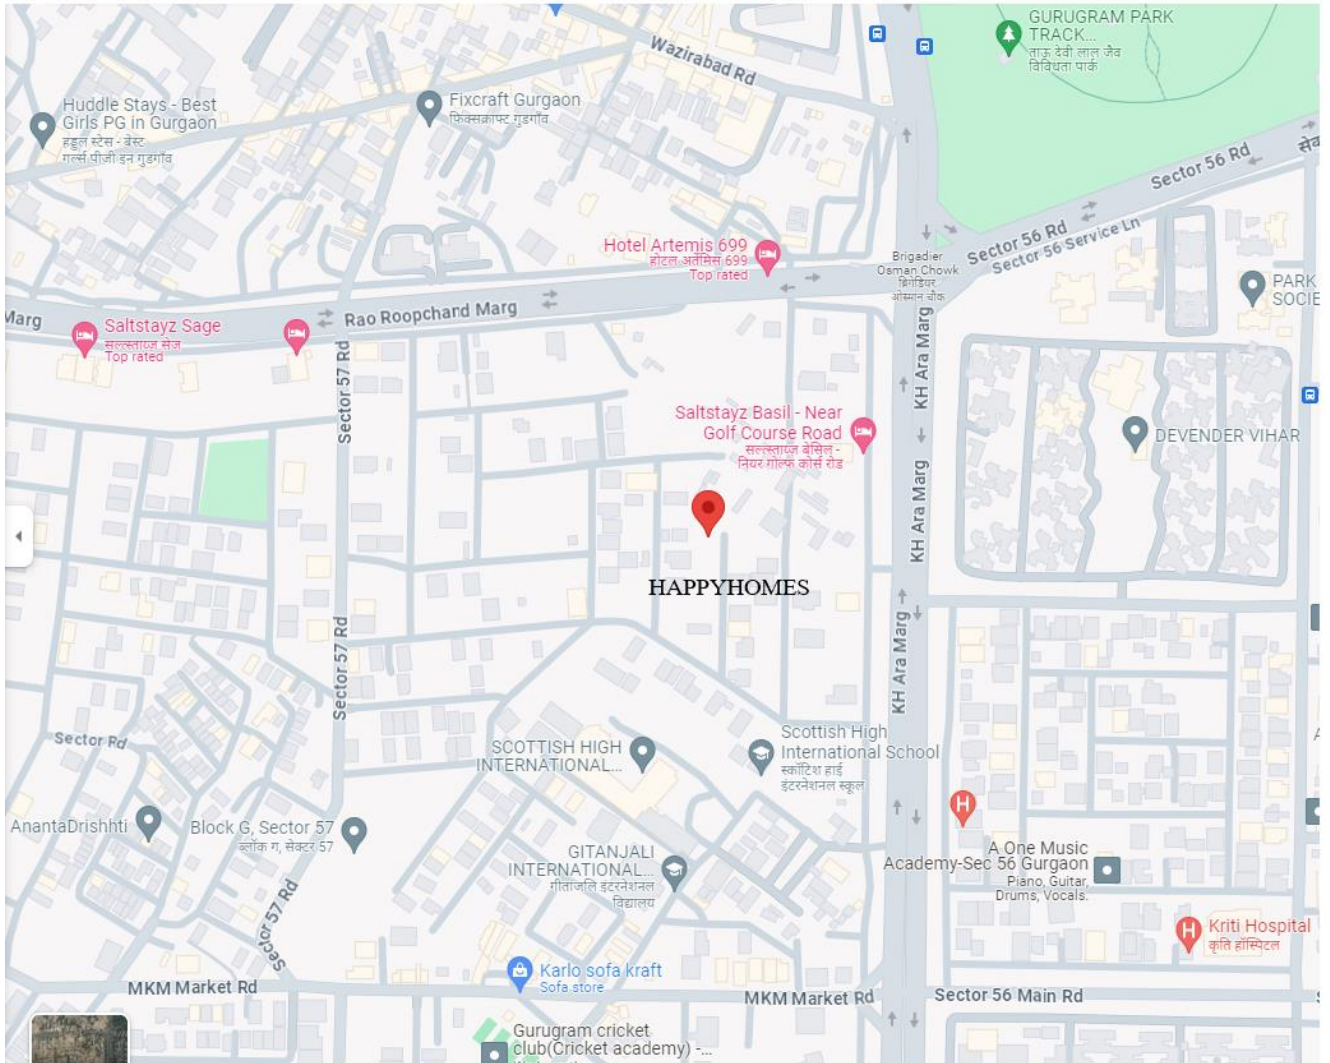 GURUGRAM PARK
TRACK...
ताऊ देवी लाल जैव
विविधता पार्क
Wazirabad Rd
Huddle Stays - Best
Girls PG in Gurgaon
हडल स्टेस - बेस्ट
गर्ल्स पीजी इन गुडगाँव
Fixcraft Gurgaon
फिक्सक्राफ्ट गुडगाँव
Sector 56 Rd
Hotel Artemis 699
होटल अर्तेमिस 699
Top rated
Sector 56 Rd
Sector 56 Service Ln
Brigadier
Osman Chowk
ब्रिगेडियर
ओस्मान चौक
PARK
SOCIE
Marg
Saltstayz Sage
सल्स्तायज सेज
Top rated
Rao Roopchand Marg
KH Ara Marg
Sector 57 Rd
Saltstayz Basil - Near
Golf Course Road
सल्स्तायज बेसिल -
नियर गोल्फ कोर्स रोड
DEVENDER VIHAR
KH Ara Marg
HAPPYHOMES
KH Ara Marg
Sector 57 Rd
Sector Rd
SCOTTISH HIGH
INTERNATIONAL...
Scottish High
International School
स्कॉटिश हाई
इंटरनेशनल स्कूल
AnantaDrishhti
Block G, Sector 57
ब्लॉक ग, सेक्टर 57
H
GITANJALI
INTERNATIONAL...
गीतांजलि इंटरनेशनल
विद्यालय
A One Music
Academy-Sec 56 Gurgaon
Piano, Guitar,
Drums, Vocals.
Sector 57 Rd
H
Kriti Hospital
कृति हॉस्पिटल
Karlo sofa kraft
Sofa store
MKM Market Rd
MKM Market Rd
Sector 56 Main Rd
Gurugram cricket
club(Cricket academy) -...